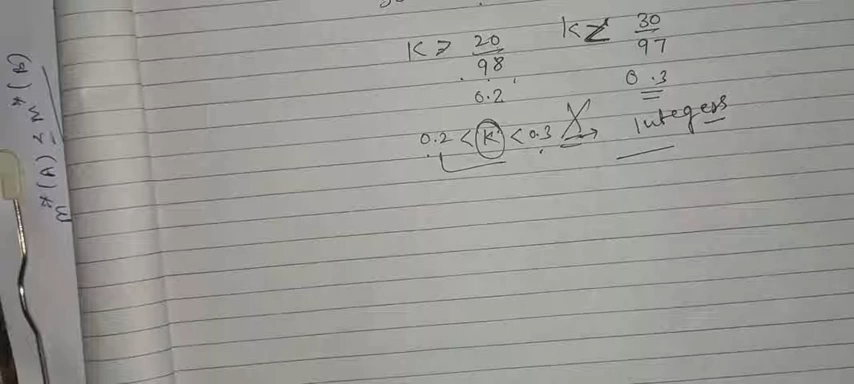 K > 20/98 K < 30/97
0.2 0.3
0.2 < K < 0.3 X → integers
m*(A) ≤ m*(B)